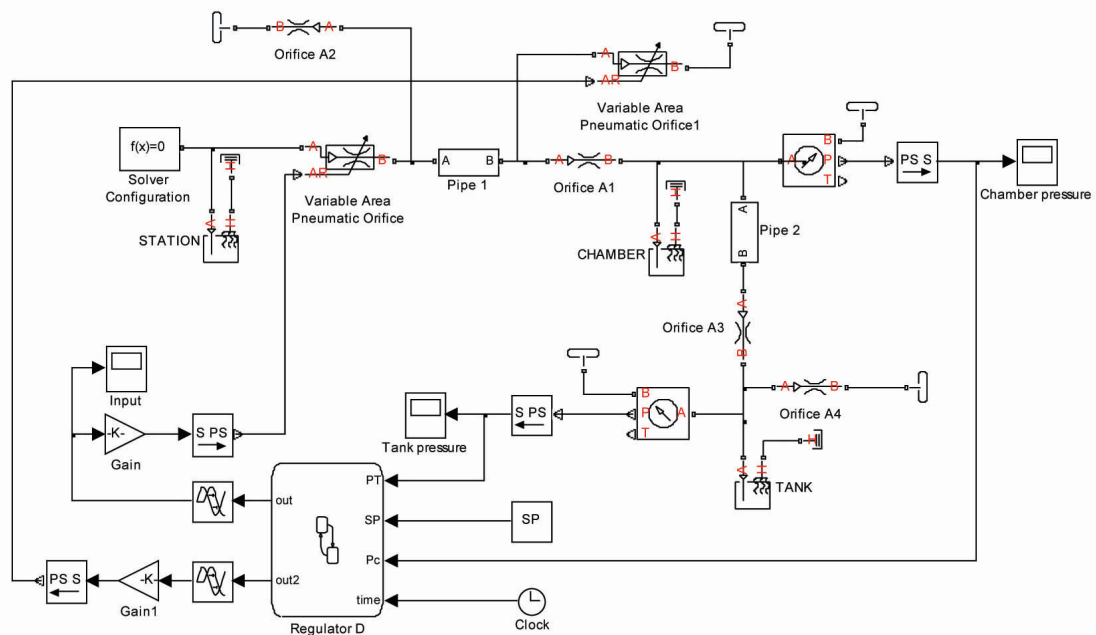 B A
Orifice A2
A
AR
B
Variable Area
Pneumatic Orifice1
f(x)=0
Solver
Configuration
A
AR
B
Variable Area
Pneumatic Orifice
A B
Pipe 1
A B
Orifice A1
B
A P
T
PS S
Chamber pressure
H
A H
STATION
H
A H
CHAMBER
A
B
Pipe 2
A
Orifice A3
B
Input
-K-
Gain
S PS
Tank pressure
S PS
B
P A
T
A B
Orifice A4
H
A H
TANK
out
out2
PT
SP
Pc
time
Regulator D
SP
Clock
PS S
-K-
Gain1